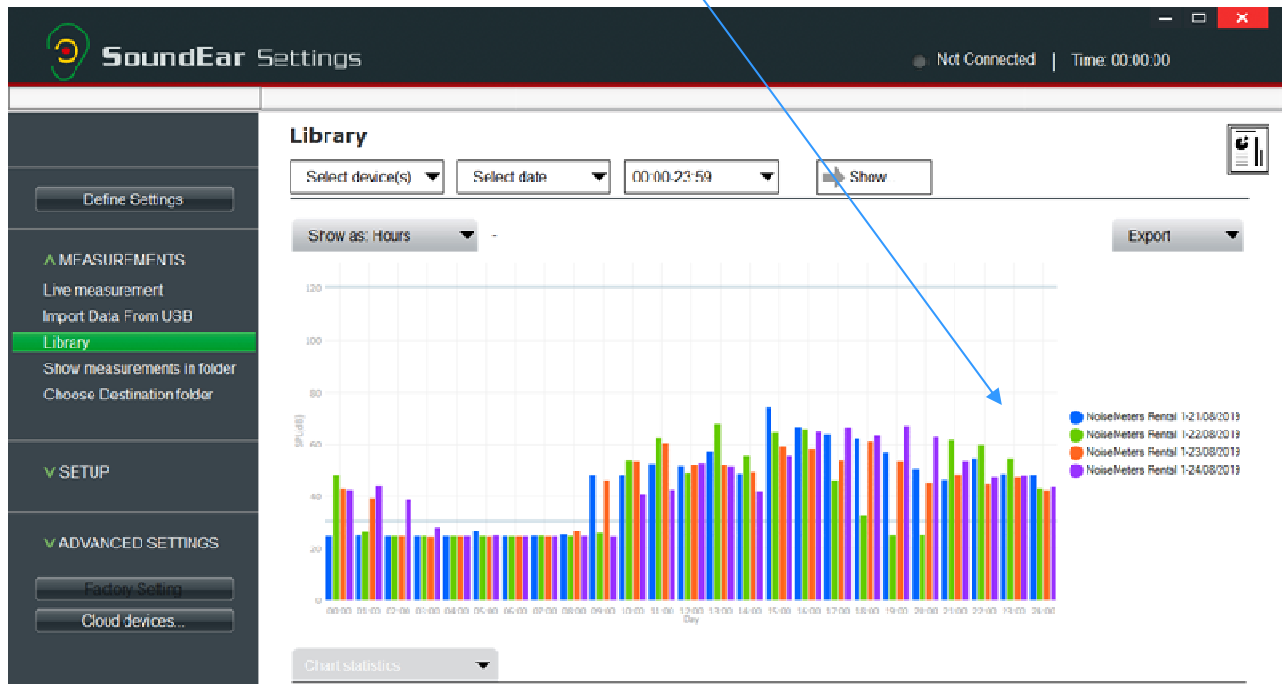 SoundEar Settings
Not Connected | Time: 00:00:00
Library
Select device(s)
Select date
00:00-23:59
Show
Define Settings
Show as: Hours
-
Export
∧ MEASUREMENTS
Live measurement
Import Data From USB
Library
Show measurements in folder
Choose Destination folder
∨ SETUP
∨ ADVANCED SETTINGS
Factory Setting
Cloud devices...
120
100
80
60
40
20
0
00:00 01:00 02:00 03:00 04:00 05:00 06:00 07:00 08:00 09:00 10:00 11:00 12:00 13:00 14:00 15:00 16:00 17:00 18:00 19:00 20:00 21:00 22:00 23:00 24:00
Day
NoiseMeters Rental 1-21/08/2019
NoiseMeters Rental 1-22/08/2019
NoiseMeters Rental 1-23/08/2019
NoiseMeters Rental 1-24/08/2019
Chart statistics